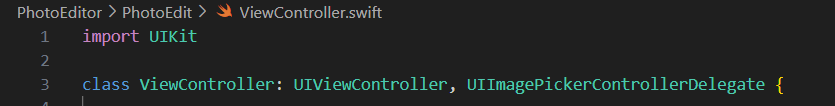 PhotoEditor > PhotoEdit > ViewController.swift
1 import UIKit
2
3 class ViewController: UIViewController, UIImagePickerControllerDelegate {
4